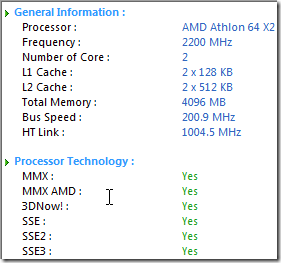 General Information :
Processor : AMD Athlon 64 X2
Frequency : 2200 MHz
Number of Core : 2
L1 Cache : 2 x 128 KB
L2 Cache : 2 x 512 KB
Total Memory : 4096 MB
Bus Speed : 200.9 MHz
HT Link : 1004.5 MHz
Processor Technology :
MMX : Yes
MMX AMD : Yes
3DNow! : Yes
SSE : Yes
SSE2 : Yes
SSE3 : Yes